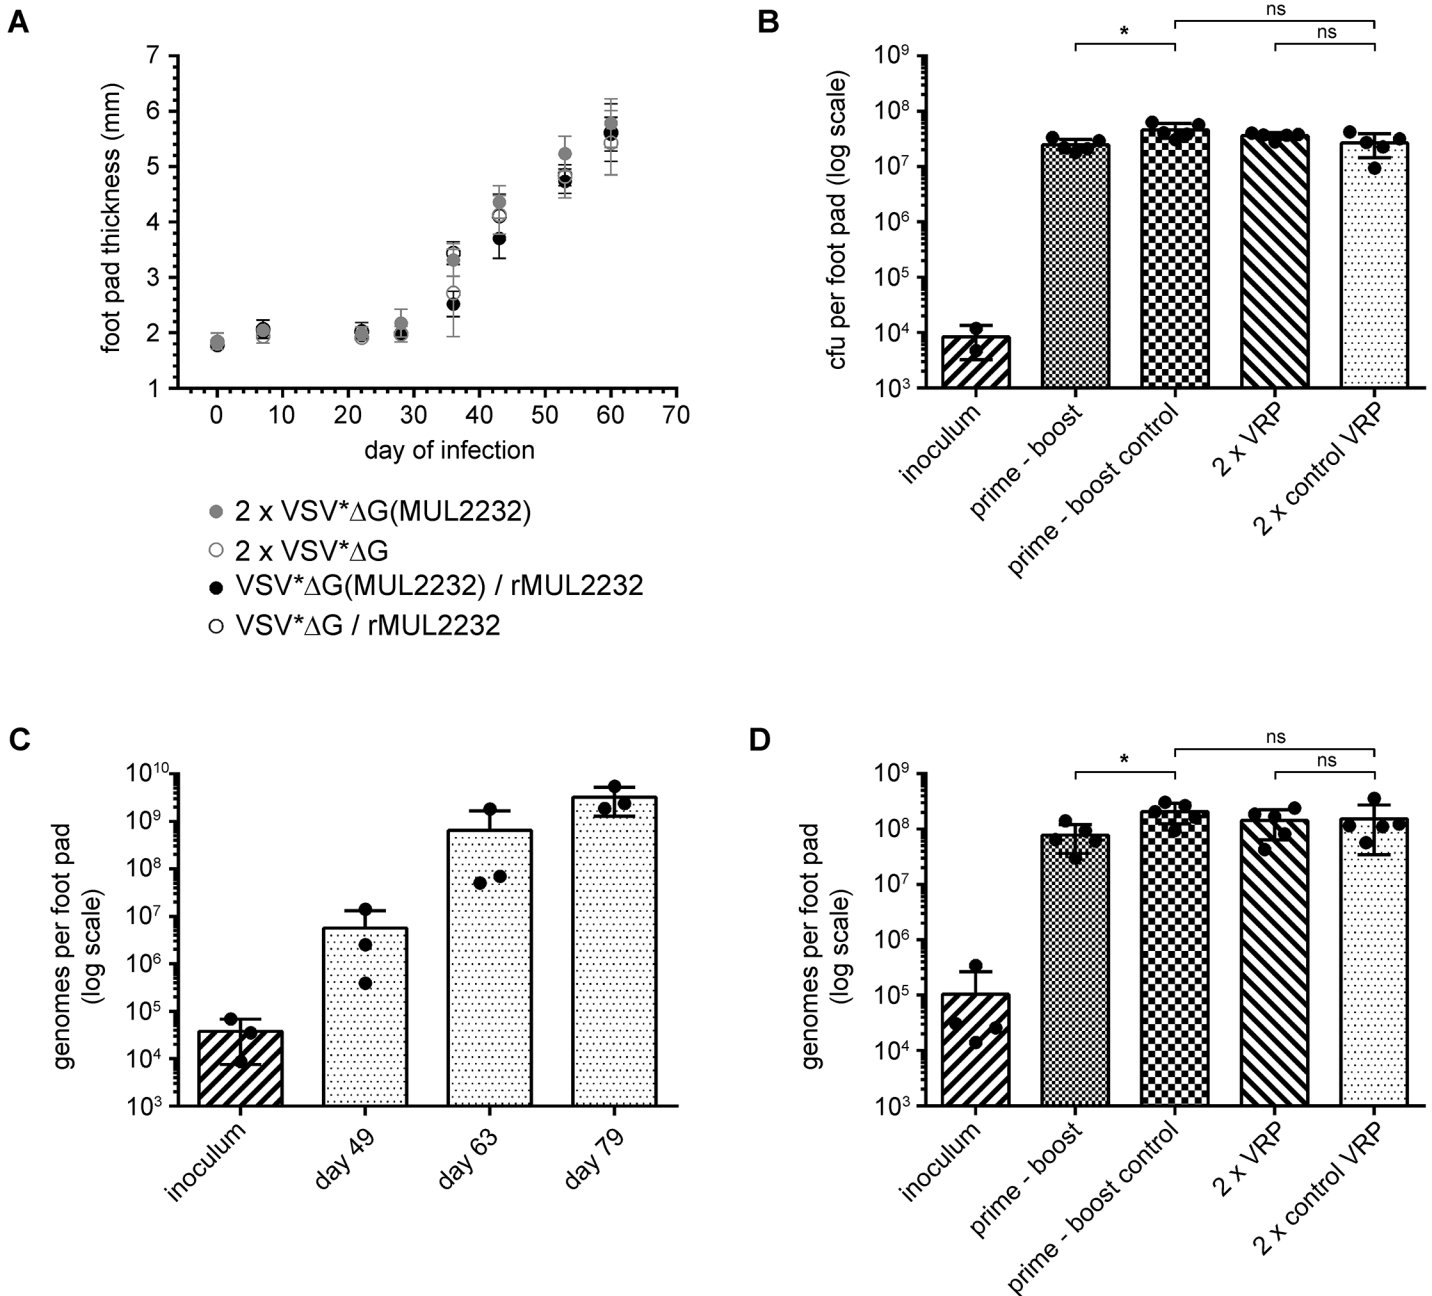 A
7
6
5
4
3
2
1
foot pad thickness (mm)
0 10 20 30 40 50 60 70
day of infection
2 x VSV*ΔG(MUL2232)
2 x VSV*ΔG
VSV*ΔG(MUL2232) / rMUL2232
VSV*ΔG / rMUL2232
B
ns
* ns
10⁹
10⁸
10⁷
10⁶
10⁵
10⁴
10³
cfu per foot pad (log scale)
inoculum
prime - boost
prime - boost control
2 x VRP
2 x control VRP
C
10¹⁰
10⁹
10⁸
10⁷
10⁶
10⁵
10⁴
10³
genomes per foot pad
(log scale)
inoculum
day 49
day 63
day 79
D
ns
* ns
10⁹
10⁸
10⁷
10⁶
10⁵
10⁴
10³
genomes per foot pad
(log scale)
inoculum
prime - boost
prime - boost control
2 x VRP
2 x control VRP